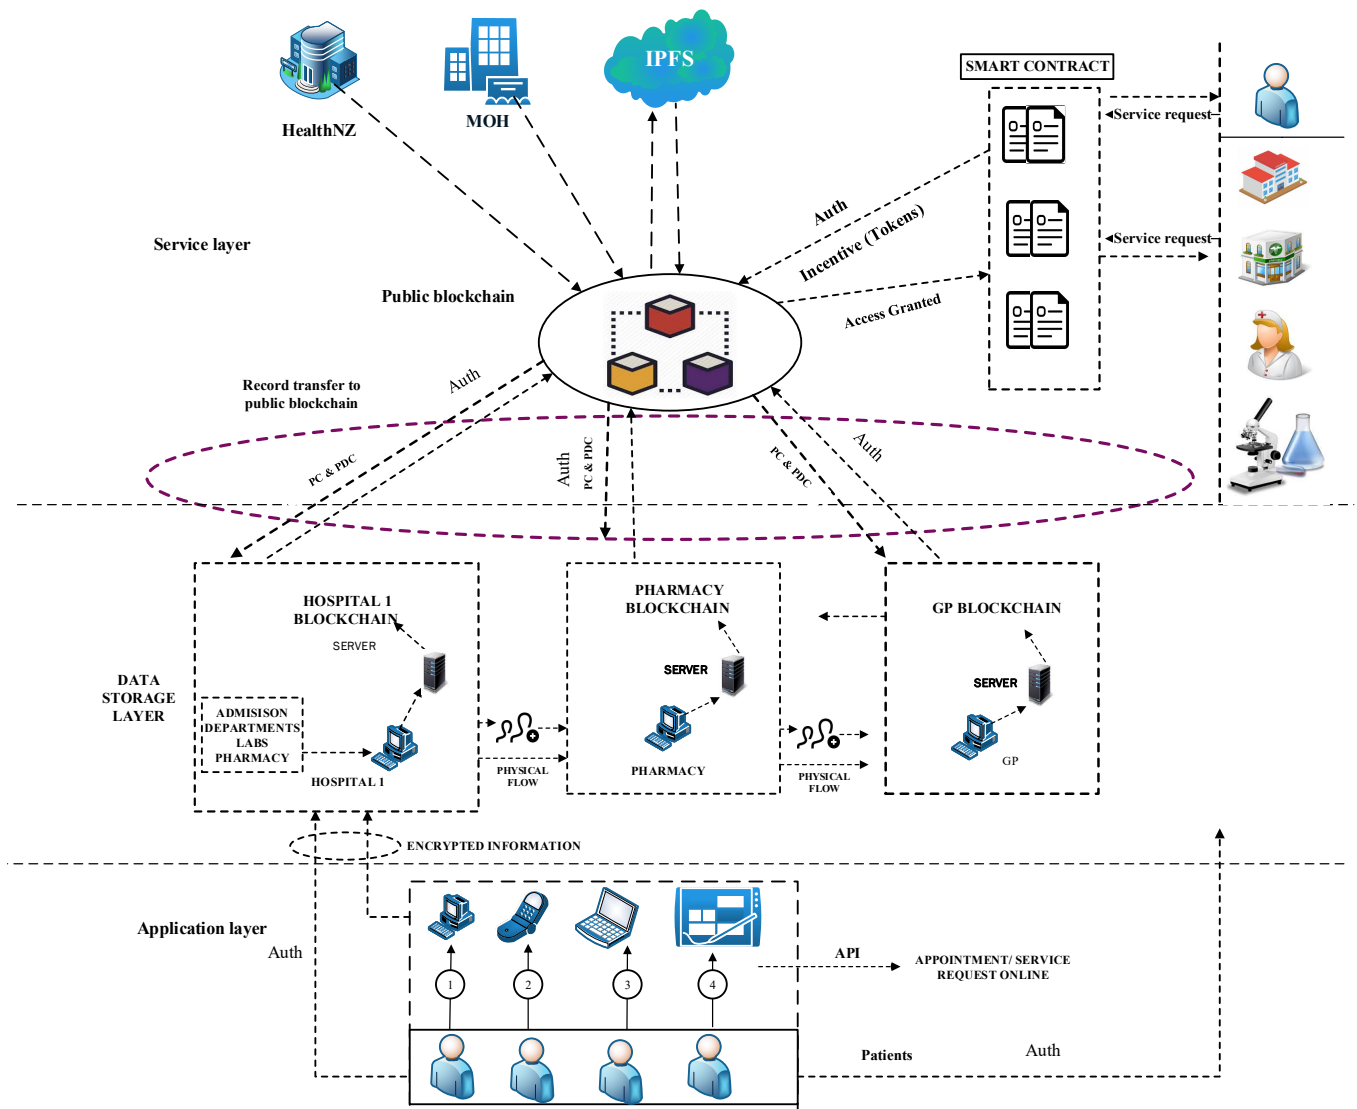 IPFS
SMART CONTRACT
HealthNZ
MOH
Service request
Auth
Incentive (Tokens)
Service layer
Service request
Public blockchain
Access Granted
Record transfer to
public blockchain
Auth
PC & PDC
Auth
PC & PDC
PC & PDC
Auth
HOSPITAL 1
BLOCKCHAIN
SERVER
PHARMACY
BLOCKCHAIN
SERVER
GP BLOCKCHAIN
SERVER
DATA
STORAGE
LAYER
ADMISISON
DEPARTMENTS
LABS
PHARMACY
HOSPITAL 1
PHYSICAL
FLOW
PHARMACY
PHYSICAL
FLOW
GP
ENCRYPTED INFORMATION
Application layer
Auth
API
APPOINTMENT/ SERVICE
REQUEST ONLINE
1
2
3
4
Patients
Auth